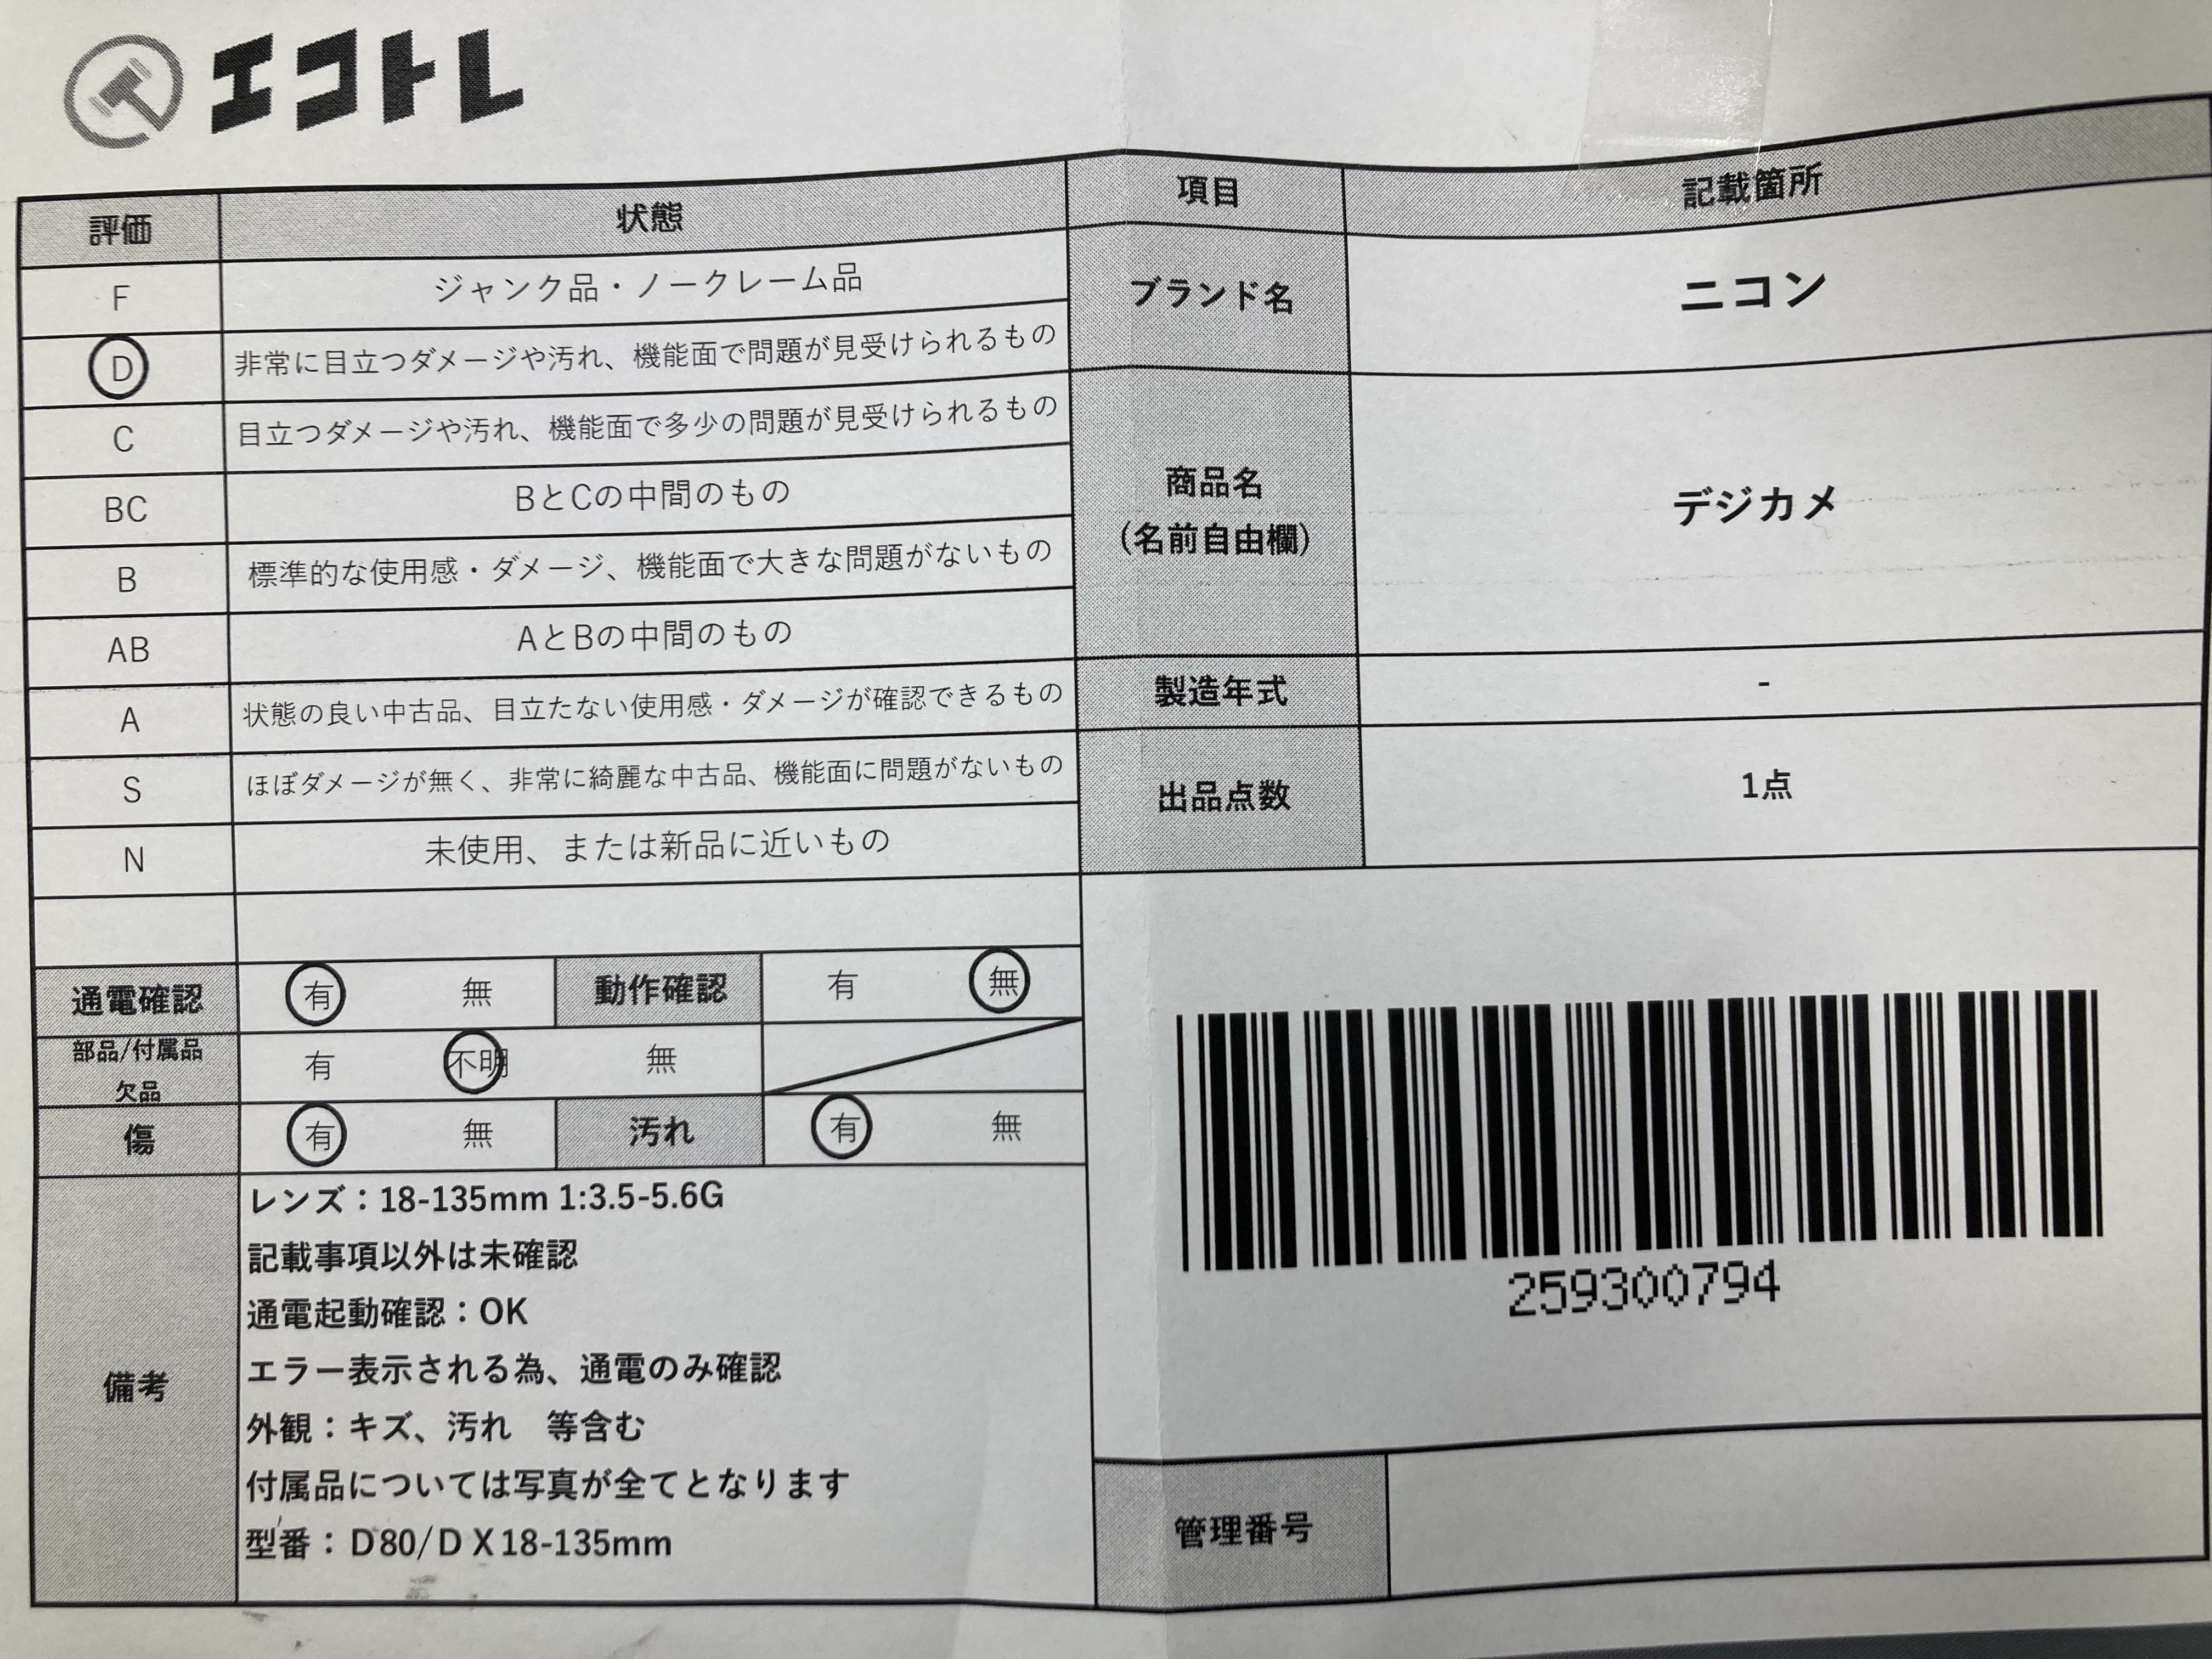 エコトレ
評価 状態
F ジャンク品・ノークレーム品
D 非常に目立つダメージや汚れ、機能面で問題が見受けられるもの
C 目立つダメージや汚れ、機能面で多少の問題が見受けられるもの
BC BとCの中間のもの
B 標準的な使用感・ダメージ、機能面で大きな問題がないもの
AB AとBの中間のもの
A 状態の良い中古品、目立たない使用感・ダメージが確認できるもの
S ほぼダメージが無く、非常に綺麗な中古品、機能面に問題がないもの
N 未使用、または新品に近いもの
通電確認 有 無 動作確認 有 無
部品/付属品
欠品
有 不明 無
傷 有 無 汚れ 有 無
備考
レンズ：18-135mm 1:3.5-5.6G
記載事項以外は未確認
通電起動確認：OK
エラー表示される為、通電のみ確認
外観：キズ、汚れ　等含む
付属品については写真が全てとなります
型番：D80/DX18-135mm
項目 記載箇所
ブランド名 ニコン
商品名
(名前自由欄)
デジカメ
製造年式 -
出品点数 1点
259300794
管理番号